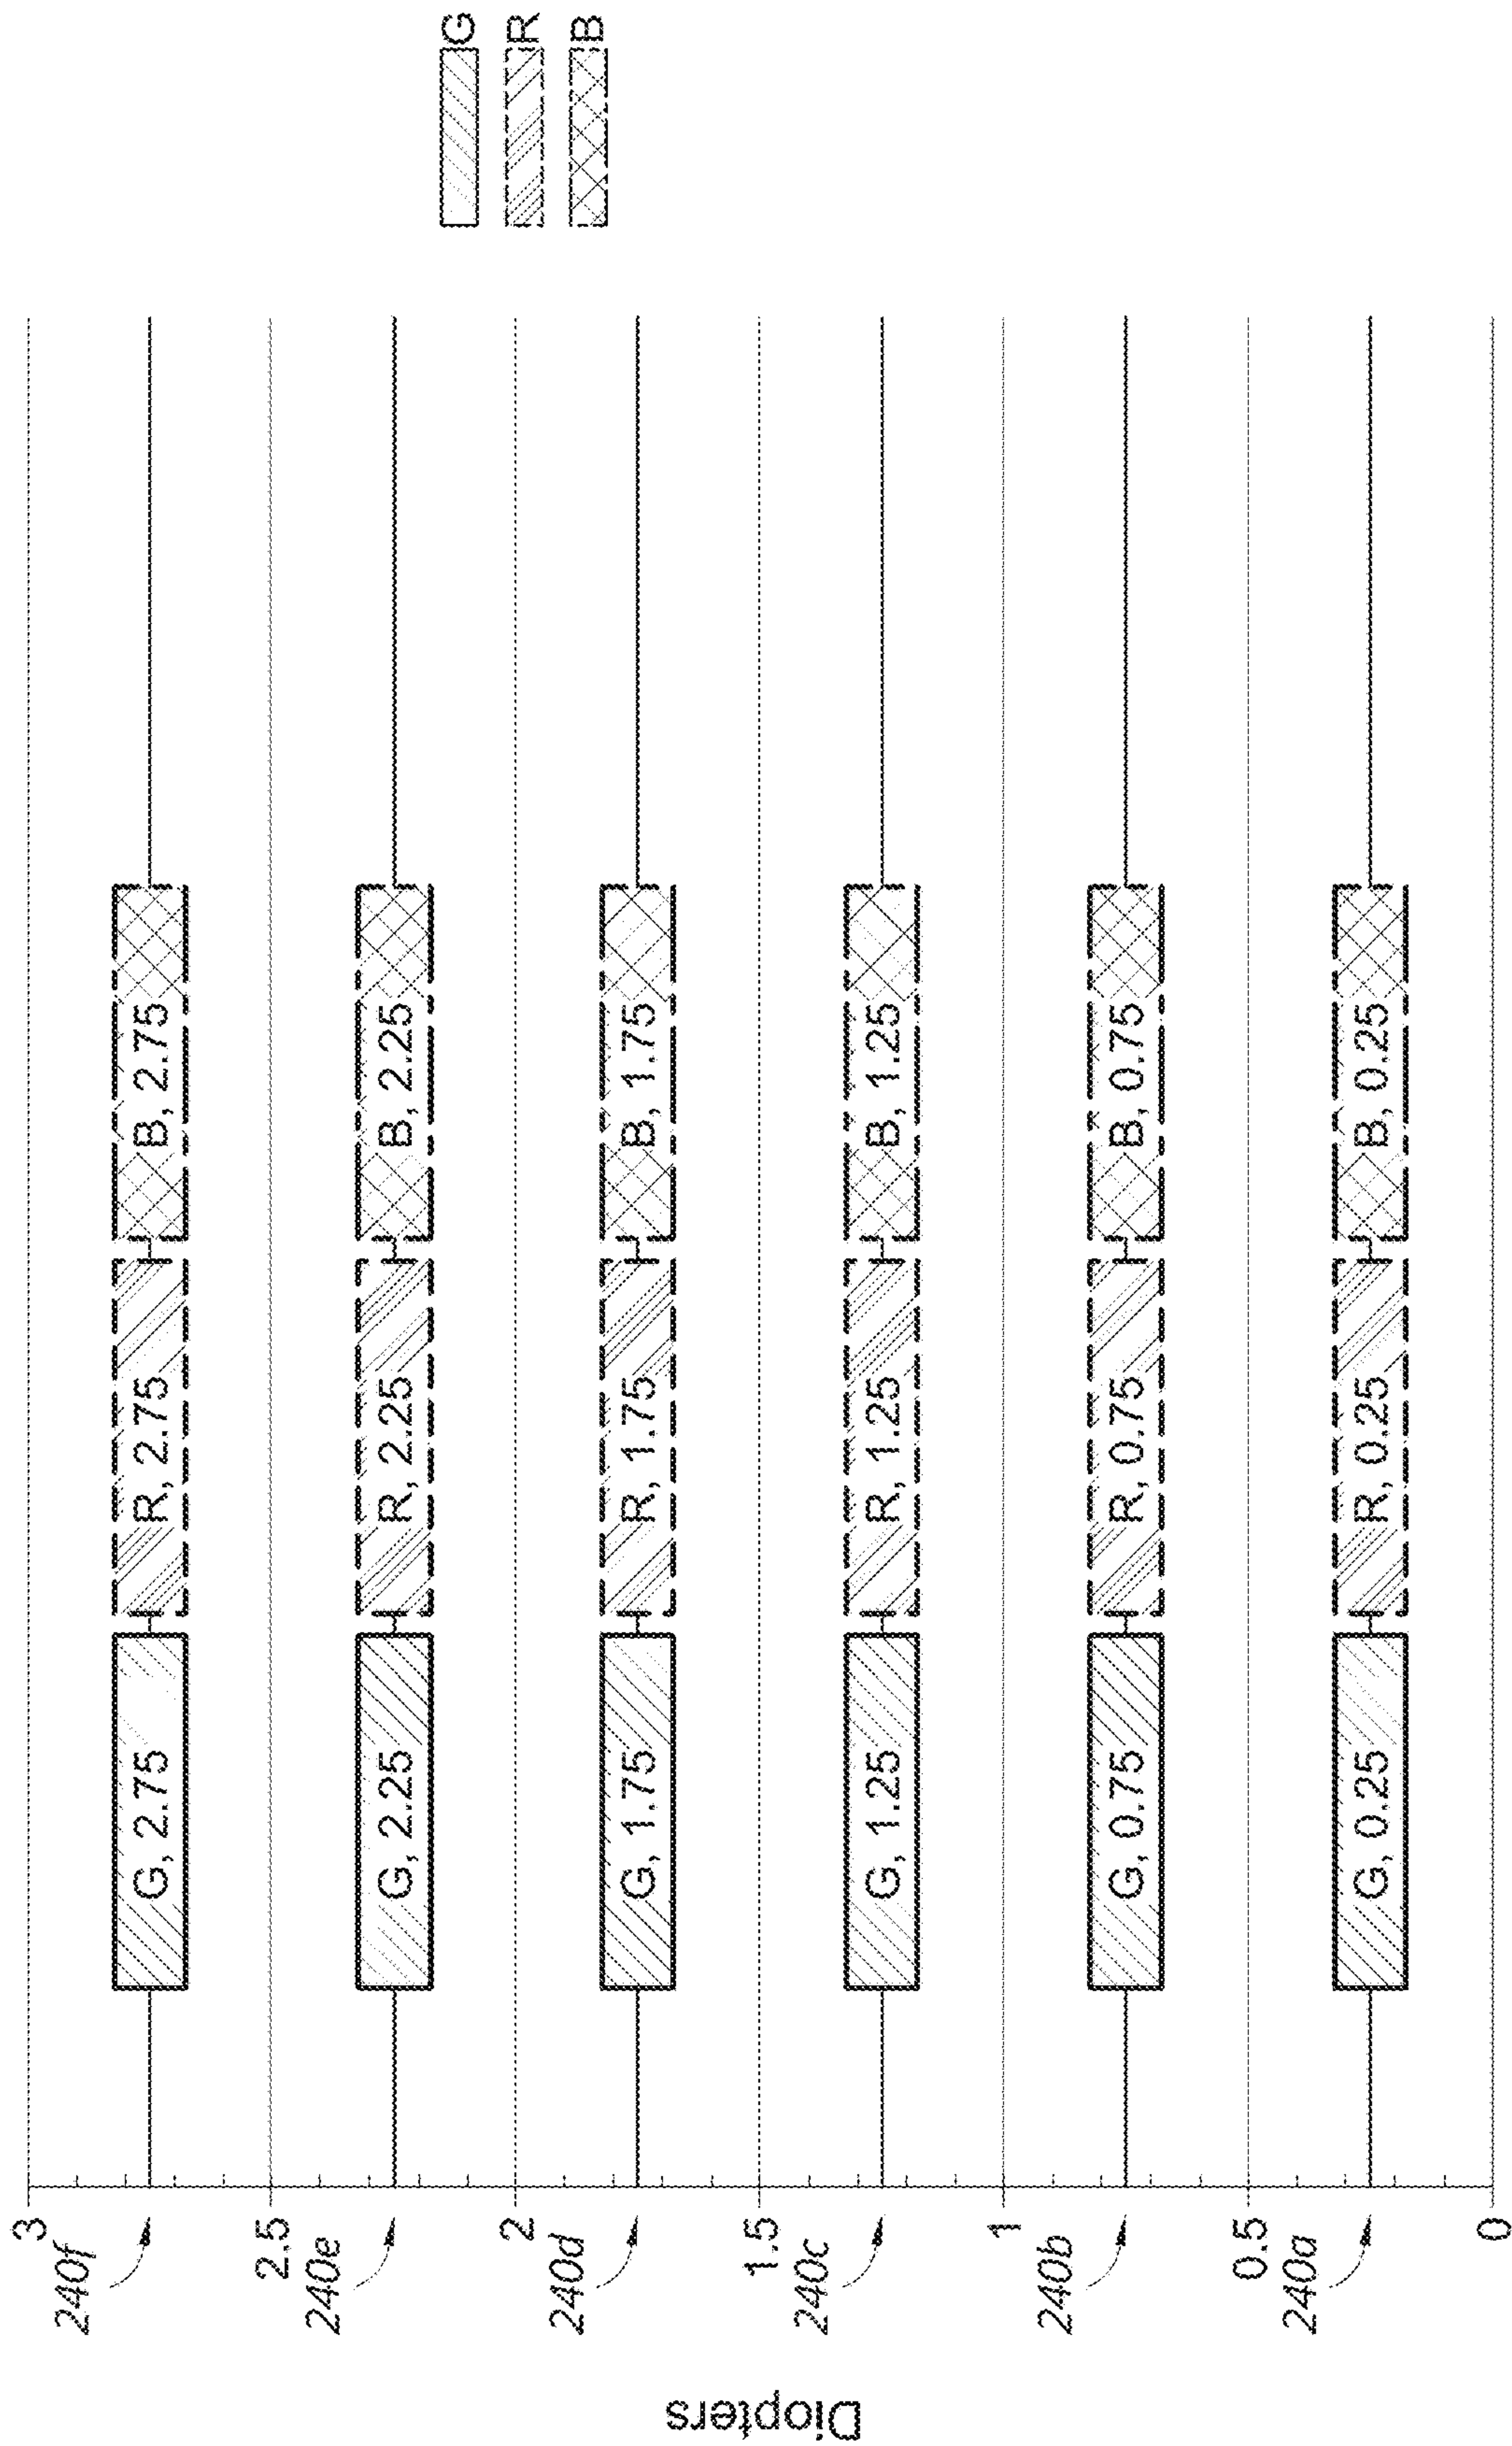 Diopters
3
240f
G, 2.75
R, 2.75
B, 2.75
2.5
240e
G, 2.25
R, 2.25
B, 2.25
2
240d
G, 1.75
R, 1.75
B, 1.75
1.5
240c
G, 1.25
R, 1.25
B, 1.25
1
240b
G, 0.75
R, 0.75
B, 0.75
0.5
240a
G, 0.25
R, 0.25
B, 0.25
0
G
R
B